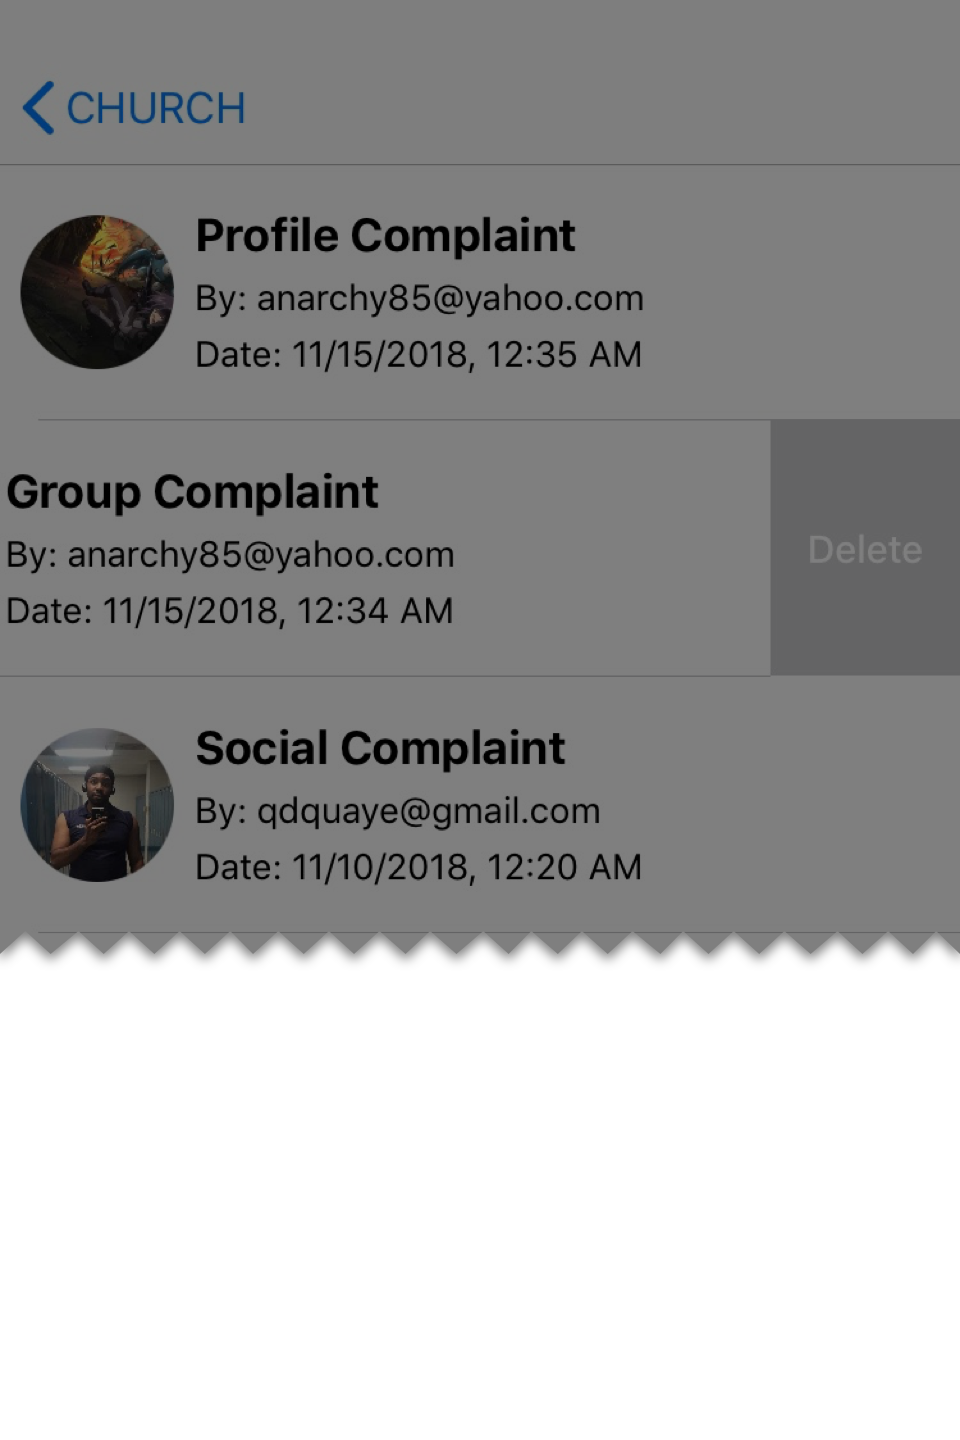 CHURCH
Profile Complaint
By: anarchy85@yahoo.com
Date: 11/15/2018, 12:35 AM
Group Complaint
By: anarchy85@yahoo.com
Date: 11/15/2018, 12:34 AM
Delete
Social Complaint
By: qdquaye@gmail.com
Date: 11/10/2018, 12:20 AM